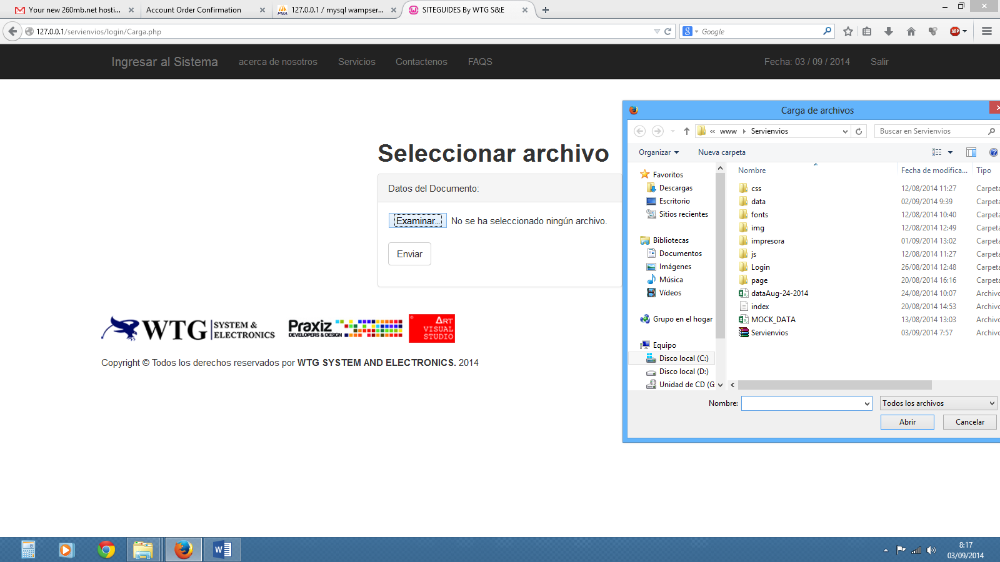 Your new 260mb.net hosti...
Account Order Confirmation
127.0.0.1 / mysql wampser...
SITEGUIDES By WTG S&E
127.0.0.1/servienvios/login/Carga.php
Google
Ingresar al Sistema
acerca de nosotros
Servicios
Contactenos
FAQS
Fecha: 03 / 09 / 2014
Salir
Seleccionar archivo
Datos del Documento:
Examinar... No se ha seleccionado ningún archivo.
Enviar
WTG SYSTEM & ELECTRONICS
Praxiz
DEVELOPERS & DESIGN
ART
VISUAL
STUDIO
Copyright © Todos los derechos reservados por WTG SYSTEM AND ELECTRONICS. 2014
Carga de archivos
« www Servienvios
Buscar en Servienvios
Organizar
Nueva carpeta
Favoritos
Descargas
Escritorio
Sitios recientes
Bibliotecas
Documentos
Imágenes
Música
Vídeos
Grupo en el hogar
Equipo
Disco local (C:)
Disco local (D:)
Unidad de CD (G:
Nombre Fecha de modifica... Tipo
css 12/08/2014 11:27 Carpeta
data 02/09/2014 9:39 Carpeta
fonts 12/08/2014 10:40 Carpeta
img 12/08/2014 12:49 Carpeta
impresora 01/09/2014 13:02 Carpeta
js 12/08/2014 11:27 Carpeta
Login 26/08/2014 12:48 Carpeta
page 20/08/2014 16:16 Carpeta
dataAug-24-2014 24/08/2014 10:07 Archivo
index 20/08/2014 14:53 Archivo
MOCK_DATA 13/08/2014 13:03 Archivo
Servienvios 03/09/2014 7:57 Archivo
Nombre:
Todos los archivos
Abrir
Cancelar
8:17
03/09/2014